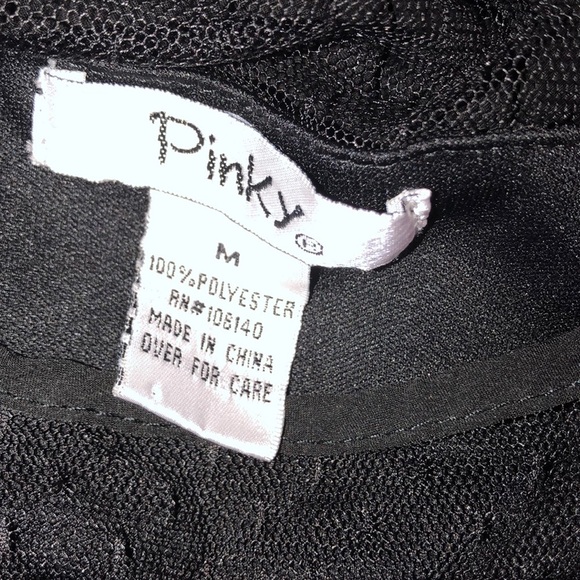 Pinky®
M
100%POLYESTER
RN#106140
MADE IN CHINA
OVER FOR CARE